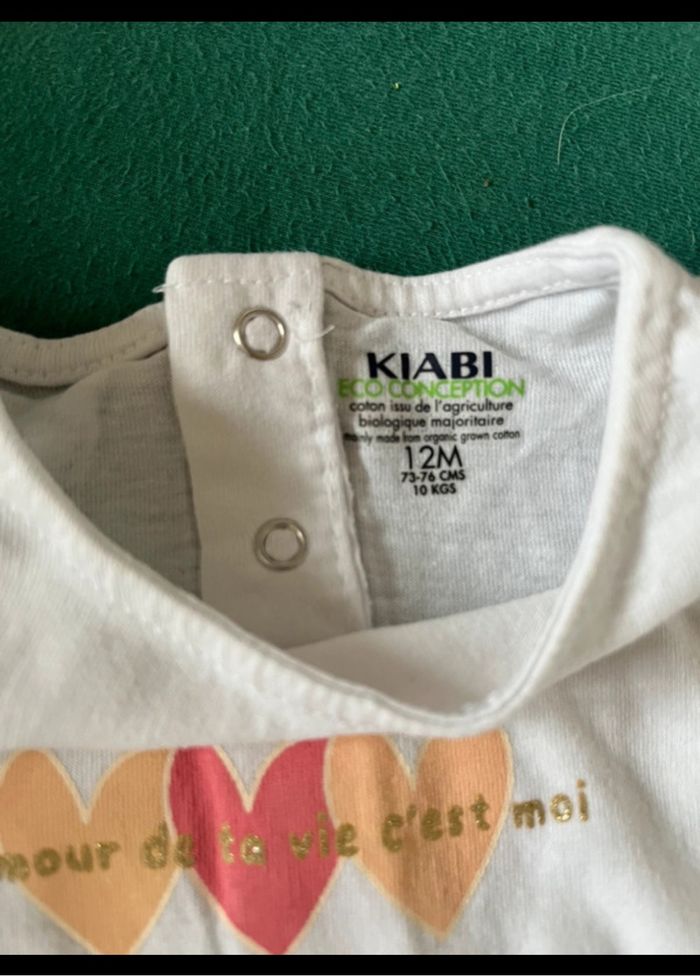 KIABI
ECO CONCEPTION
coton issu de l'agriculture
biologique majoritaire
mainly made from organic grown cotton
12M
73-76 CMS
10 KGS
mour de ta vie c'est moi